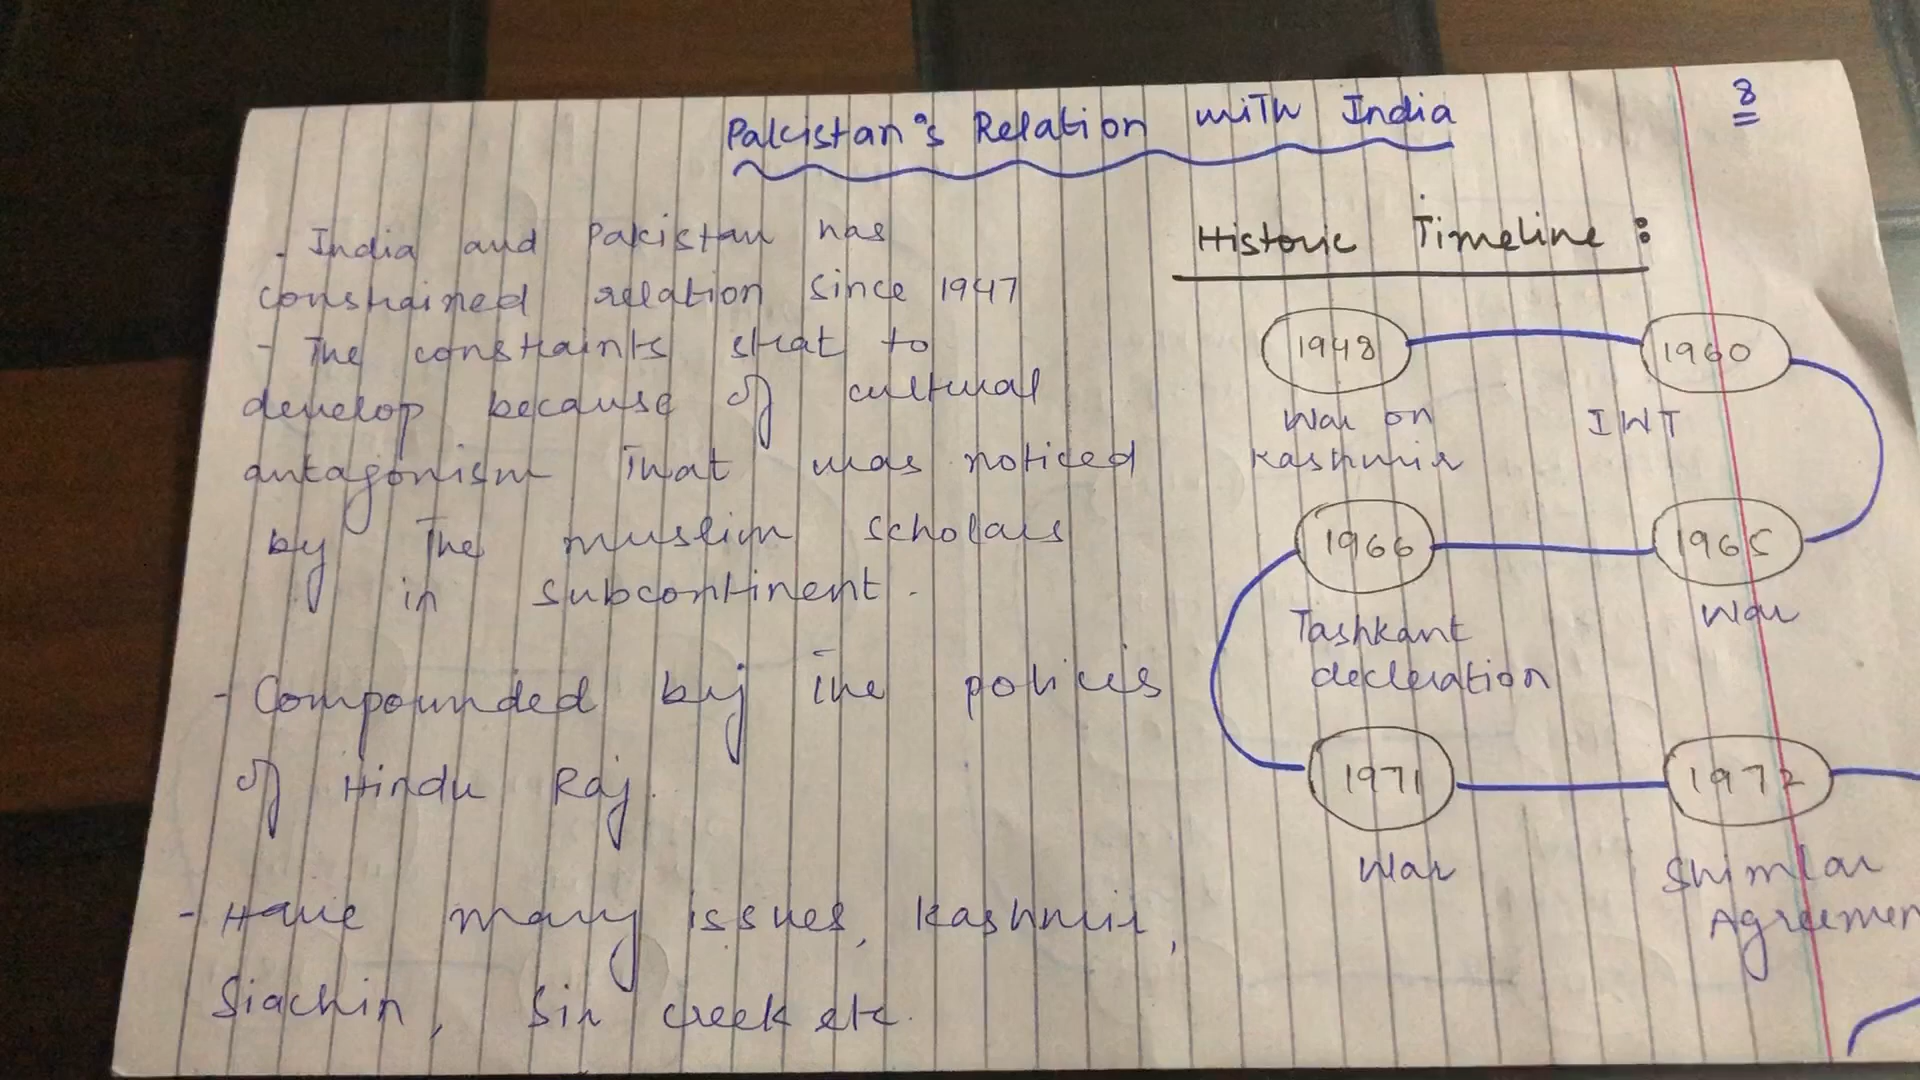 Pakistan's Relation with India
8
- India and Pakistan has
constrained relation since 1947
- The constraints strat to
develop because of cultural
antagonism that was noticed
by the muslim scholars
in subcontinent.
- Compounded by the policies
of Hindu Raj.
- Have many issues, Kashmir,
Siachin, Sir creek etc.
Historic Timeline :
1948
1960
War on
Kashmir
IWT
1966
1965
Tashkant
decleration
War
1971
1972
War
Shimlar
Agreemen